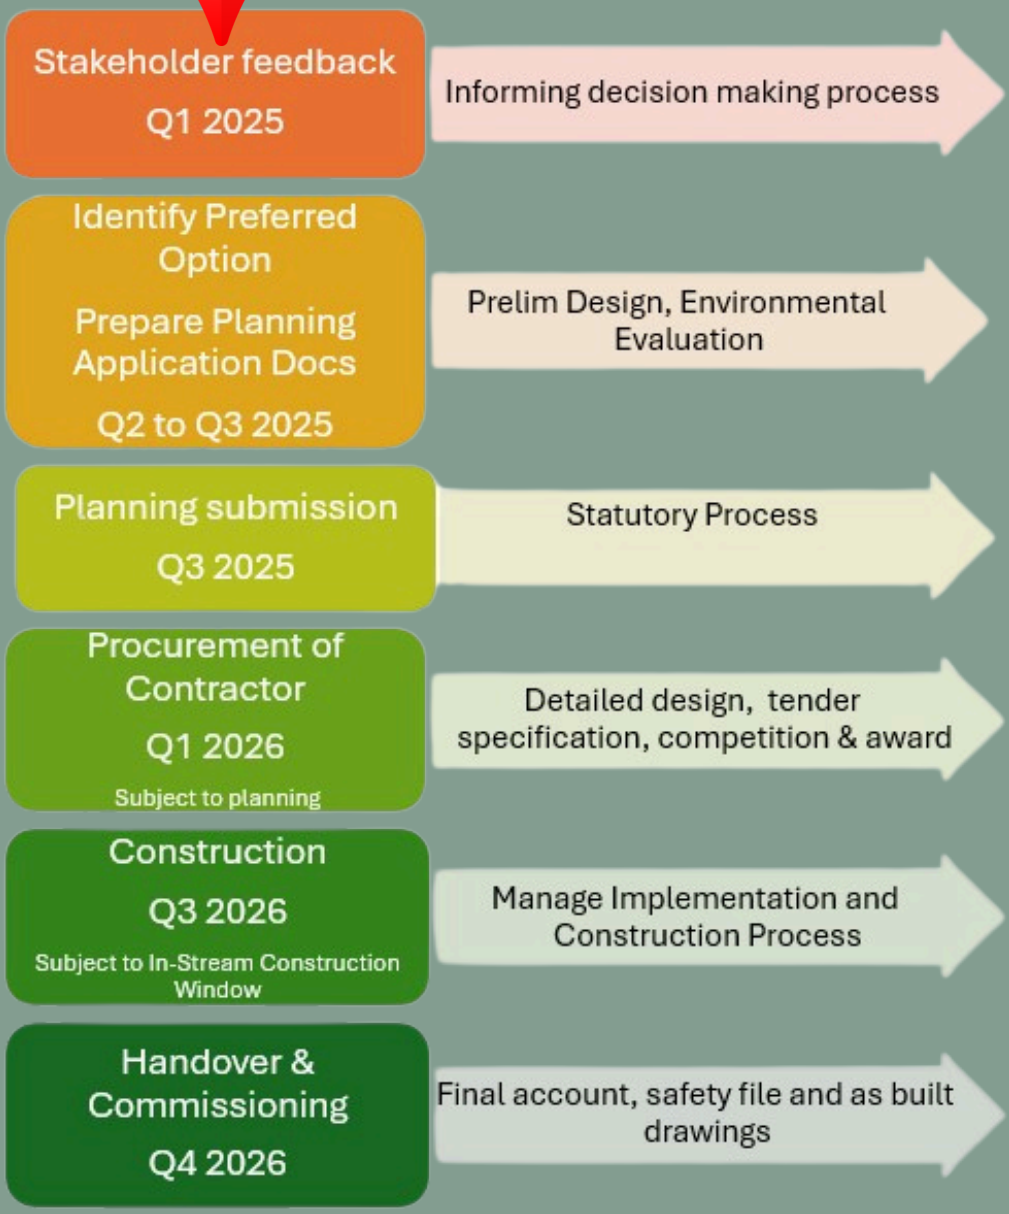 Stakeholder feedback
Q1 2025
Informing decision making process
Identify Preferred
Option
Prepare Planning
Application Docs
Q2 to Q3 2025
Prelim Design, Environmental
Evaluation
Planning submission
Q3 2025
Statutory Process
Procurement of
Contractor
Q1 2026
Subject to planning
Detailed design, tender
specification, competition & award
Construction
Q3 2026
Subject to In-Stream Construction
Window
Manage Implementation and
Construction Process
Handover &
Commissioning
Q4 2026
Final account, safety file and as built
drawings